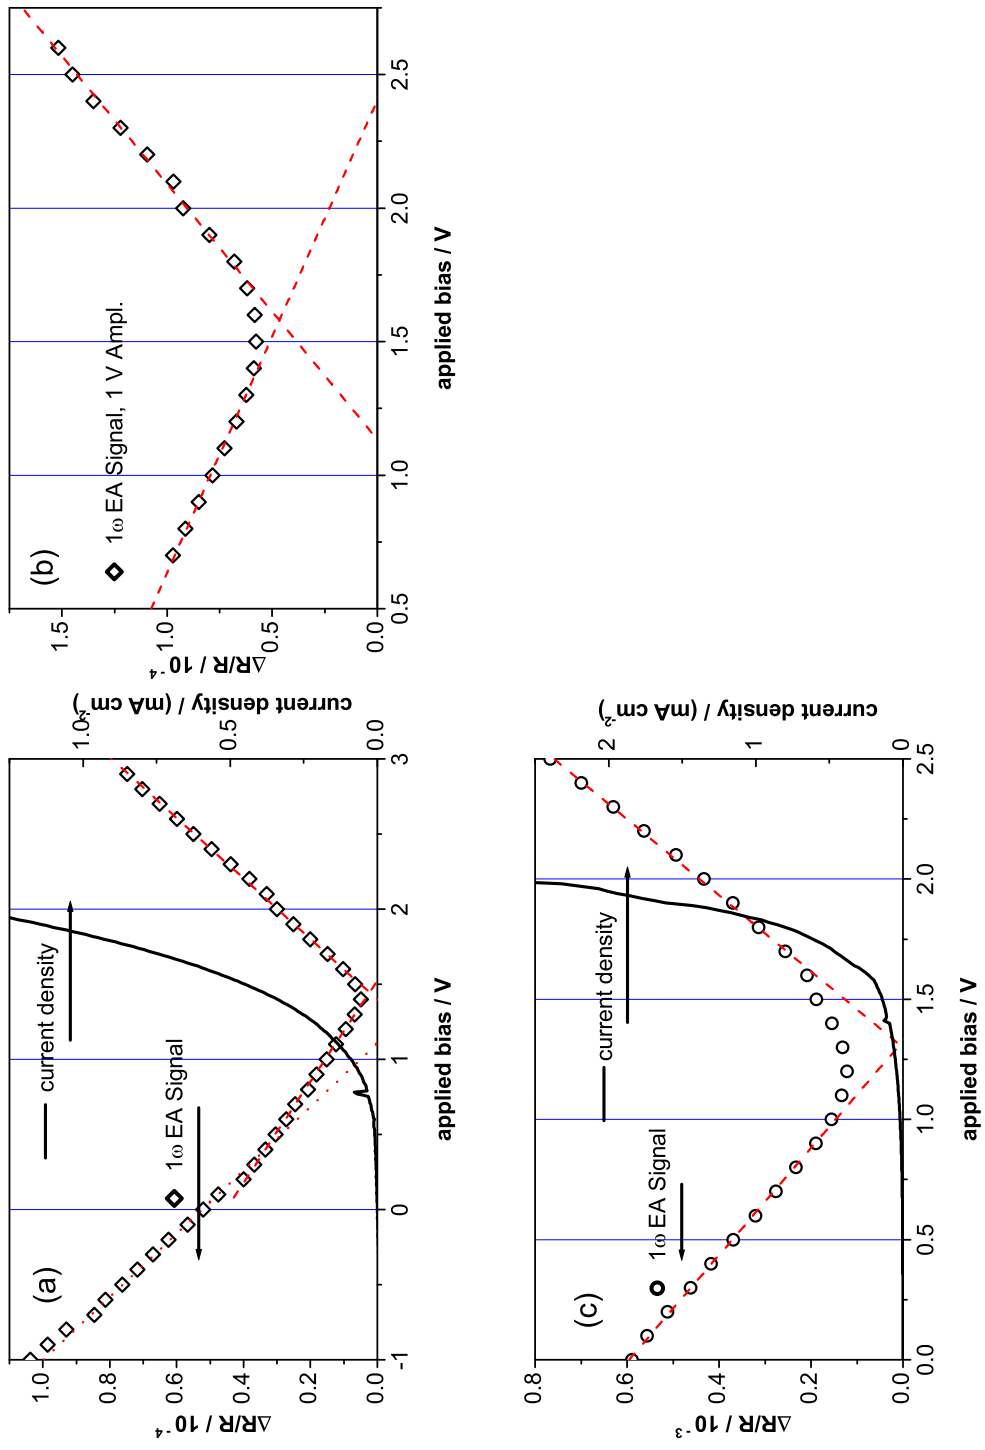 (a)
current density
1ω EA Signal
ΔR/R / 10⁻⁴
1.0
0.8
0.6
0.4
0.2
0.0
-1
0
1
2
3
applied bias / V
current density / (mA cm⁻²)
1.0
0.5
0.0
(b)
1ω EA Signal, 1 V Ampl.
ΔR/R / 10⁻⁴
1.5
1.0
0.5
0.0
0.5
1.0
1.5
2.0
2.5
applied bias / V
(c)
current density
1ω EA Signal
ΔR/R / 10⁻³
0.8
0.6
0.4
0.2
0.0
0.0
0.5
1.0
1.5
2.0
2.5
applied bias / V
current density / (mA cm⁻²)
2
1
0